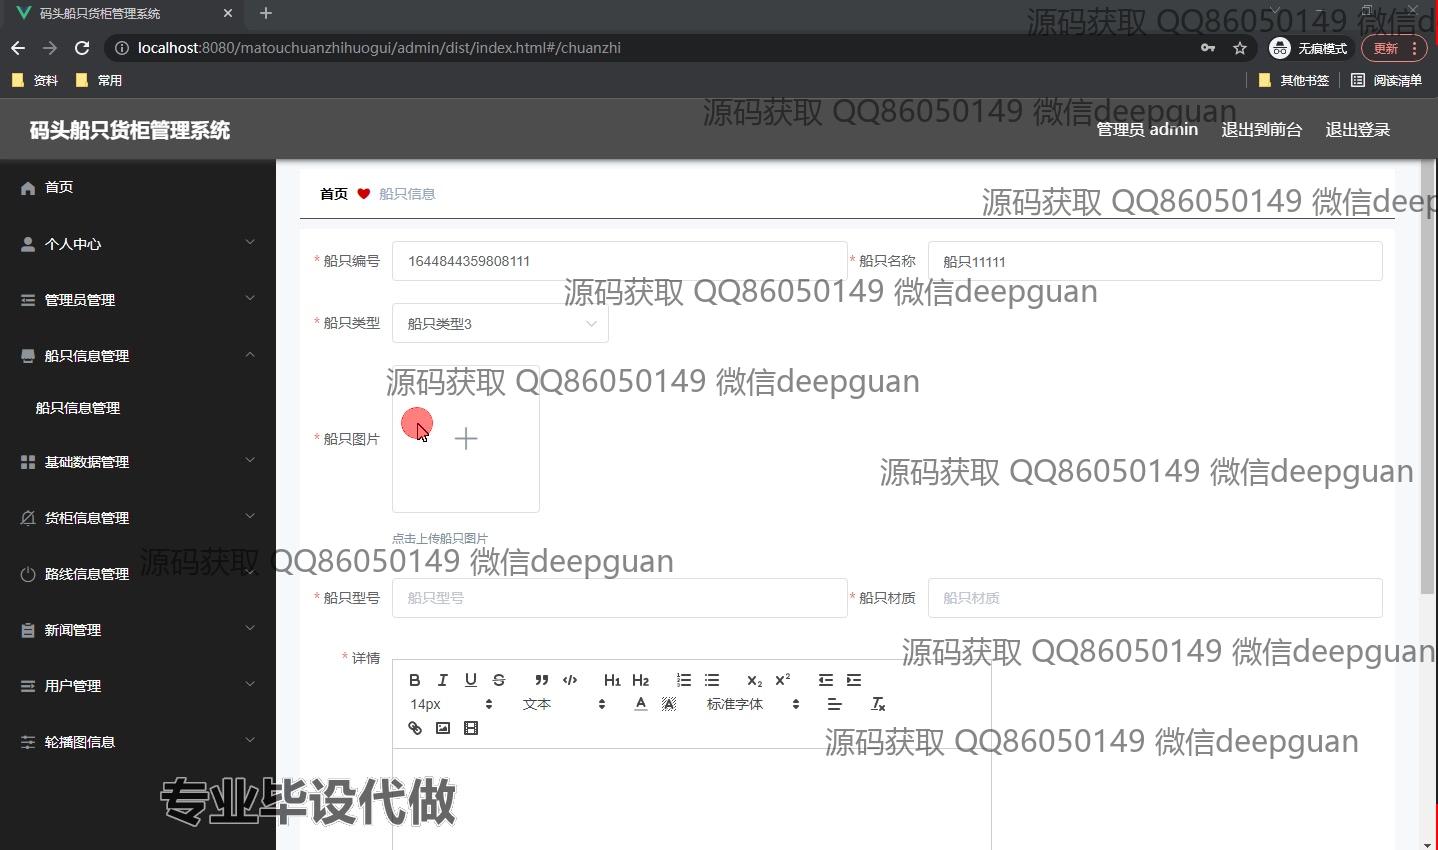 码头船只货柜管理系统
源码获取 QQ86050149 微信d
localhost:8080/matouchuanzhihuogui/admin/dist/index.html#/chuanzhi
无痕模式
更新
资料
常用
其他书签
阅读清单
源码获取 QQ86050149 微信deepguan
码头船只货柜管理系统
管理员 admin
退出到前台
退出登录
首页
首页
船只信息
源码获取 QQ86050149 微信deep
个人中心
* 船只编号
1644844359808111
* 船只名称
船只11111
源码获取 QQ86050149 微信deepguan
管理员管理
* 船只类型
船只类型3
船只信息管理
源码获取 QQ86050149 微信deepguan
船只信息管理
* 船只图片
基础数据管理
源码获取 QQ86050149 微信deepguan
货柜信息管理
点击上传船只图片
源码获取 QQ86050149 微信deepguan
路线信息管理
* 船只型号
船只型号
* 船只材质
船只材质
新闻管理
* 详情
源码获取 QQ86050149 微信deepguan
用户管理
B I U S H1 H2 X2 X2
14px
文本
A A
标准字体
Tx
轮播图信息
源码获取 QQ86050149 微信deepguan
专业毕设代做